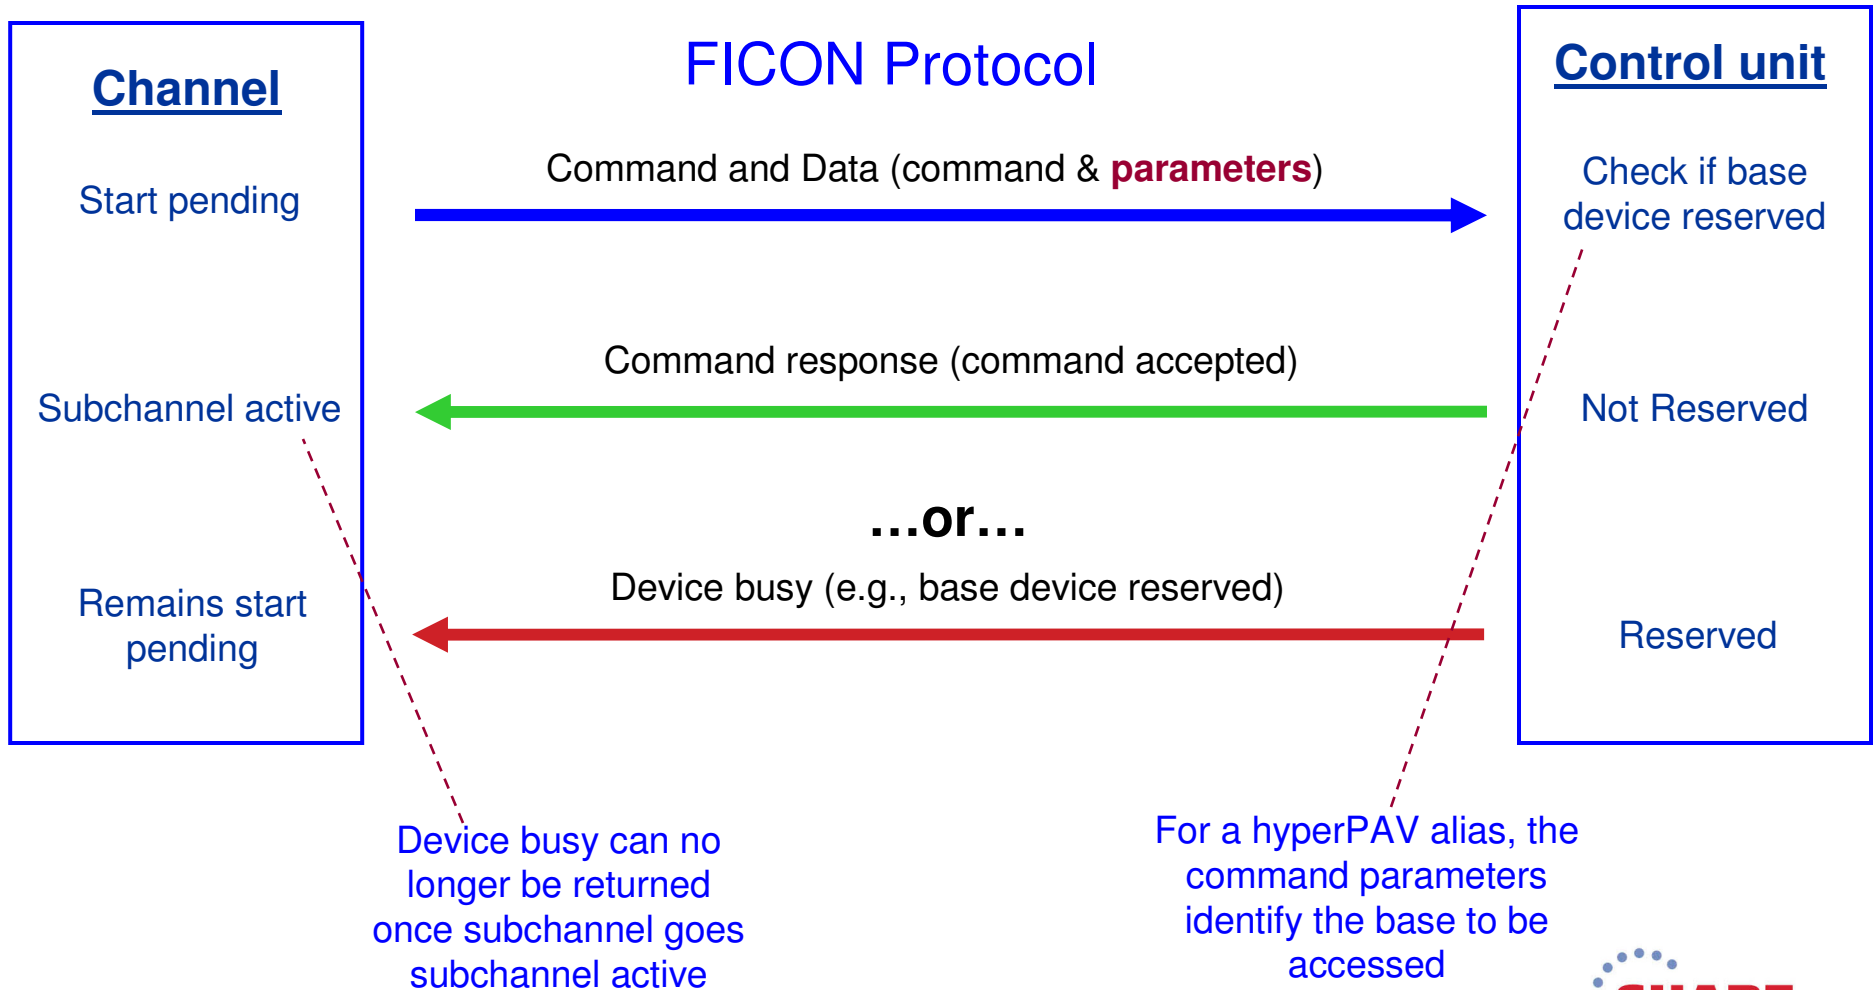 FICON Protocol
Channel
Start pending
Subchannel active
Remains start
pending
Command and Data (command & parameters)
Command response (command accepted)
…or…
Device busy (e.g., base device reserved)
Control unit
Check if base
device reserved
Not Reserved
Reserved
Device busy can no
longer be returned
once subchannel goes
subchannel active
For a hyperPAV alias, the
command parameters
identify the base to be
accessed